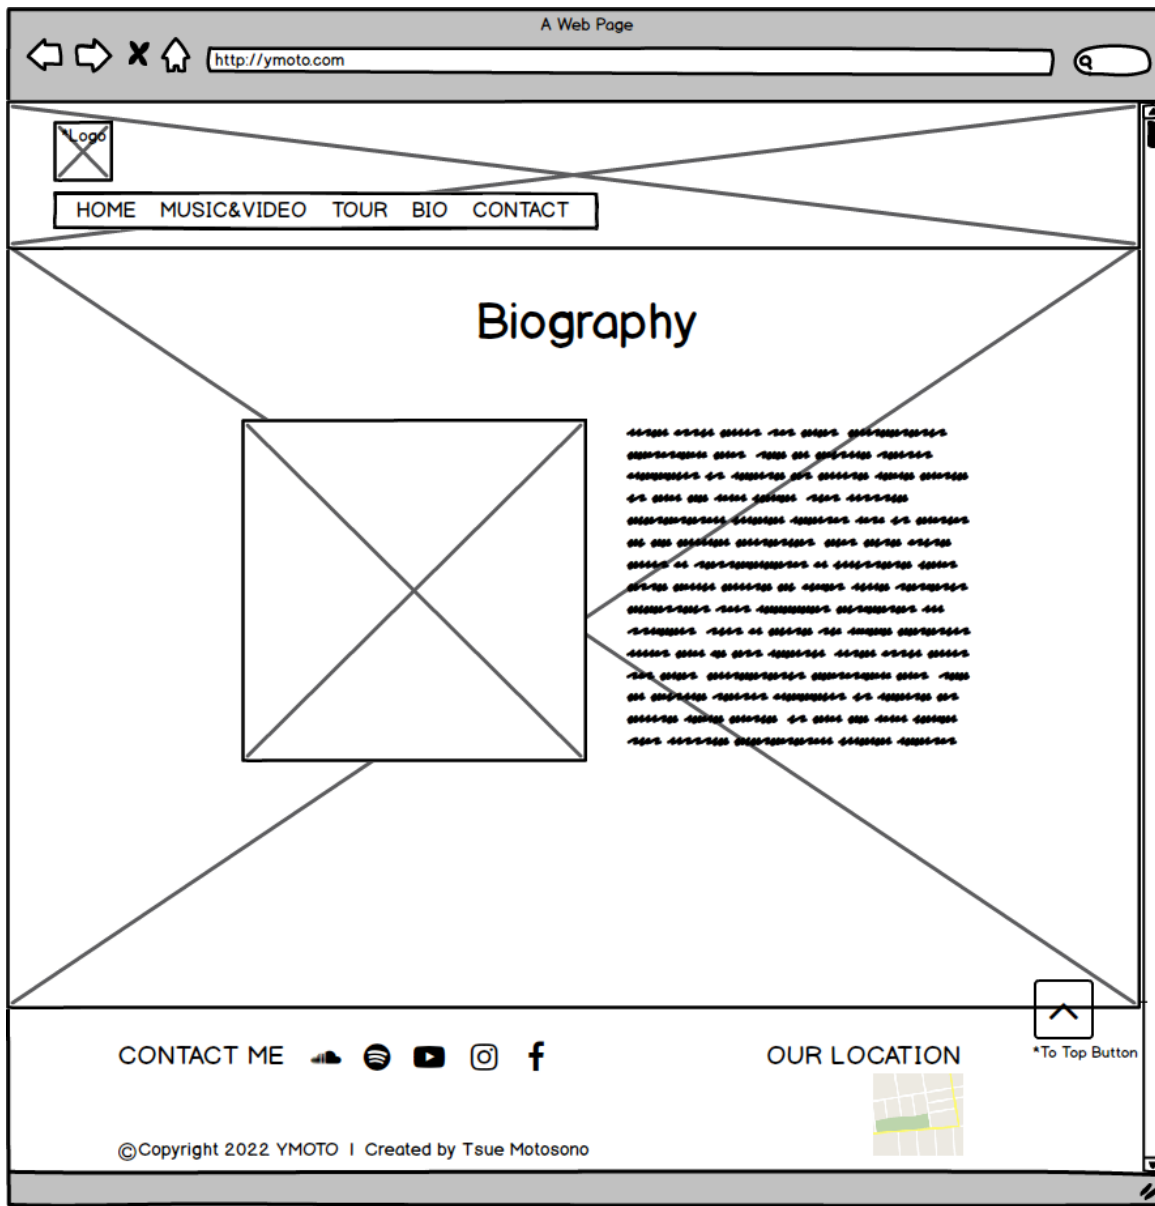 A Web Page
http://ymoto.com
*Logo
HOME MUSIC&VIDEO TOUR BIO CONTACT
Biography
CONTACT ME
OUR LOCATION
*To Top Button
©Copyright 2022 YMOTO | Created by Tsue Motosono